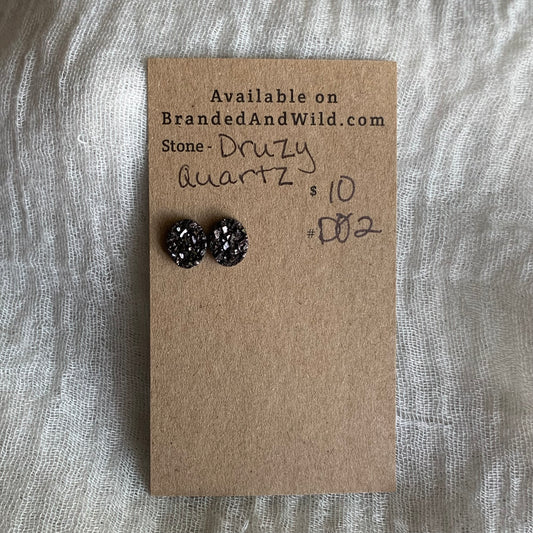 Available on
BrandedAndWild.com
Stone - Druzy
Quartz
$ 10
#D02